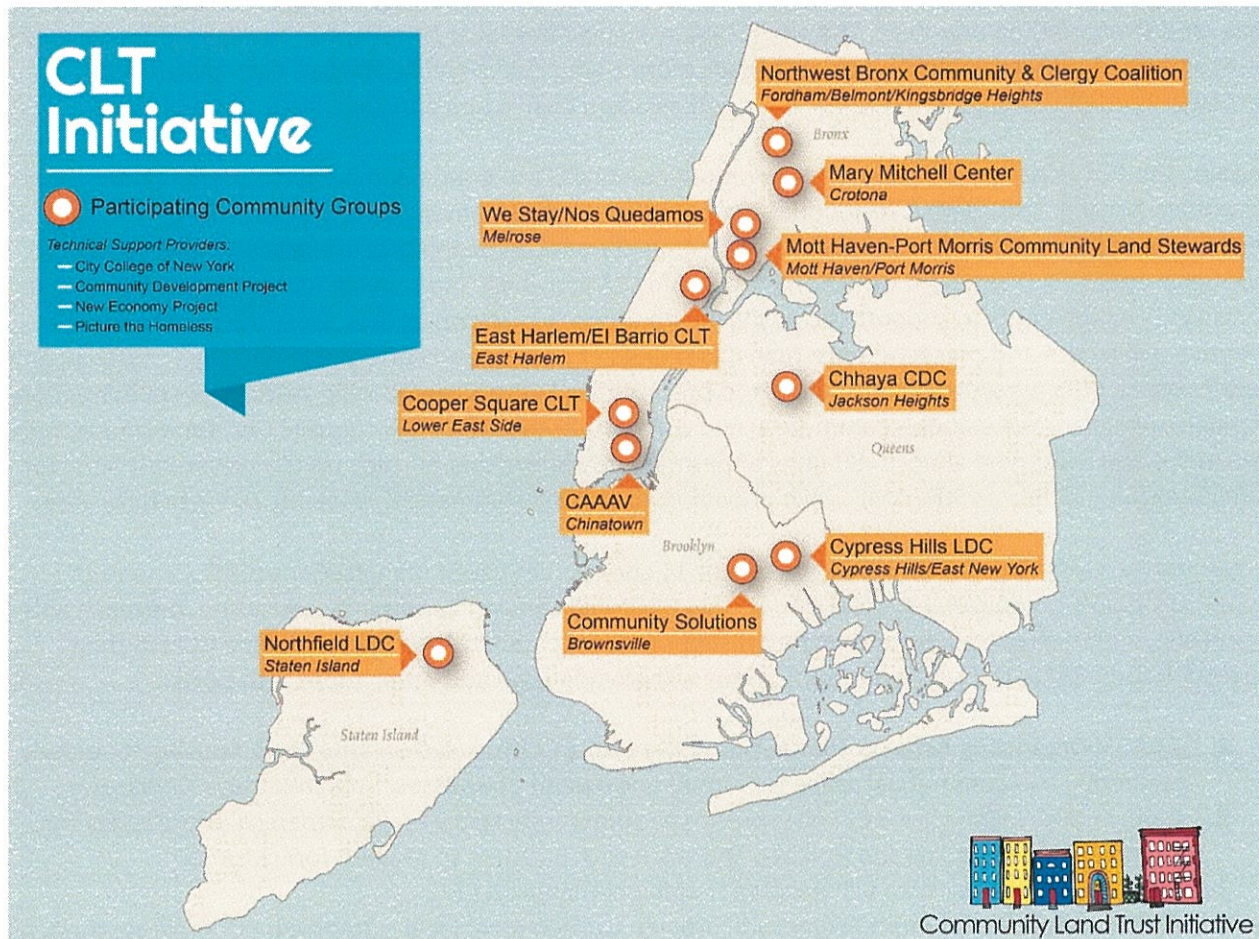 CLT
Initiative
Participating Community Groups
Technical Support Providers:
— City College of New York
— Community Development Project
— New Economy Project
— Picture the Homeless
Northwest Bronx Community & Clergy Coalition
Fordham/Belmont/Kingsbridge Heights
Bronx
Mary Mitchell Center
Crotona
We Stay/Nos Quedamos
Melrose
Mott Haven-Port Morris Community Land Stewards
Mott Haven/Port Morris
East Harlem/El Barrio CLT
East Harlem
Chhaya CDC
Jackson Heights
Cooper Square CLT
Lower East Side
Queens
CAAAV
Chinatown
Brooklyn
Cypress Hills LDC
Cypress Hills/East New York
Community Solutions
Brownsville
Northfield LDC
Staten Island
Staten Island
Community Land Trust Initiative